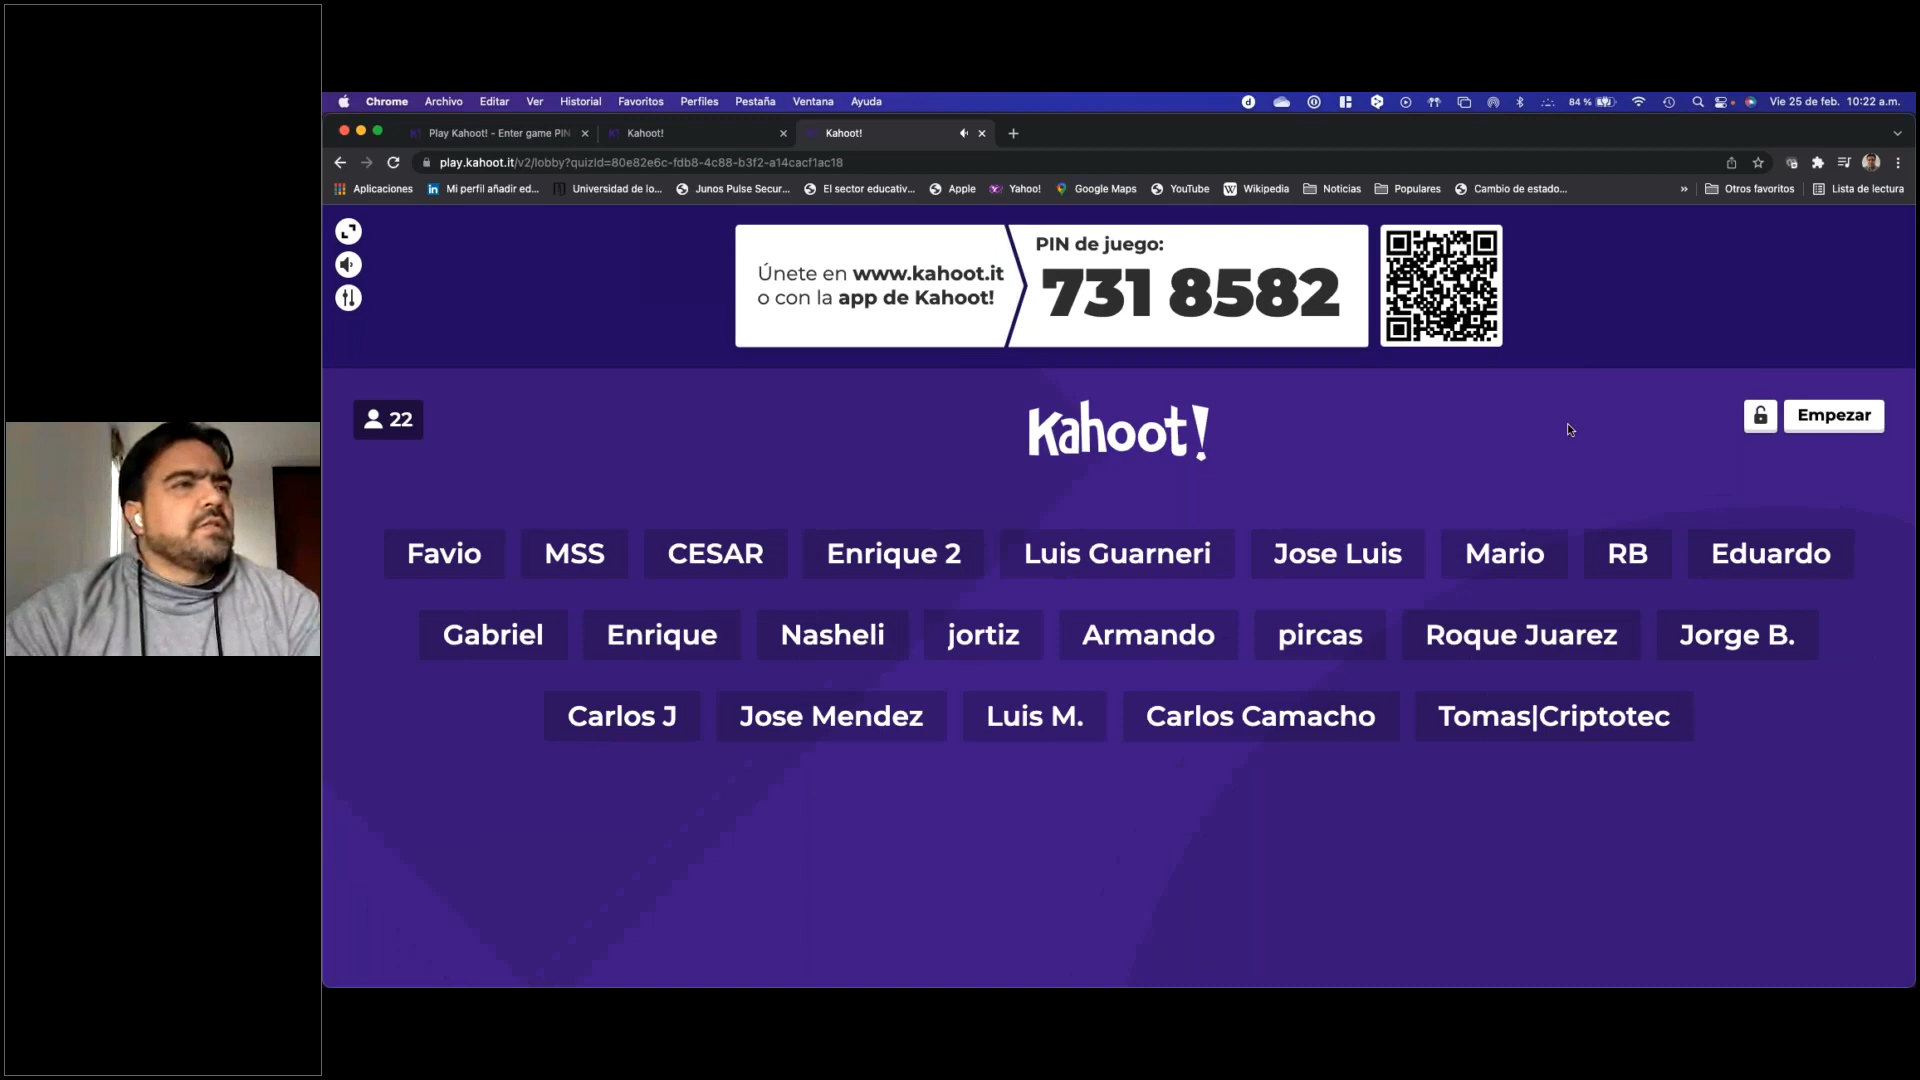 Chrome Archivo Editar Ver Historial Favoritos Perfiles Pestaña Ventana Ayuda 84 % Vie 25 de feb. 10:22 a.m.
Play Kahoot! - Enter game PIN Kahoot! Kahoot!
play.kahoot.it/v2/lobby?quizId=80e82e6c-fdb8-4c88-b3f2-a14cacf1ac18
Aplicaciones Mi perfil añadir ed... Universidad de lo... Junos Pulse Secur... El sector educativ... Apple Yahoo! Google Maps YouTube Wikipedia Noticias Populares Cambio de estado... » Otros favoritos Lista de lectura
PIN de juego:
Únete en www.kahoot.it
o con la app de Kahoot!
731 8582
22
Kahoot!
Empezar
Favio MSS CESAR Enrique 2 Luis Guarneri Jose Luis Mario RB Eduardo
Gabriel Enrique Nasheli jortiz Armando pircas Roque Juarez Jorge B.
Carlos J Jose Mendez Luis M. Carlos Camacho Tomas|Criptotec